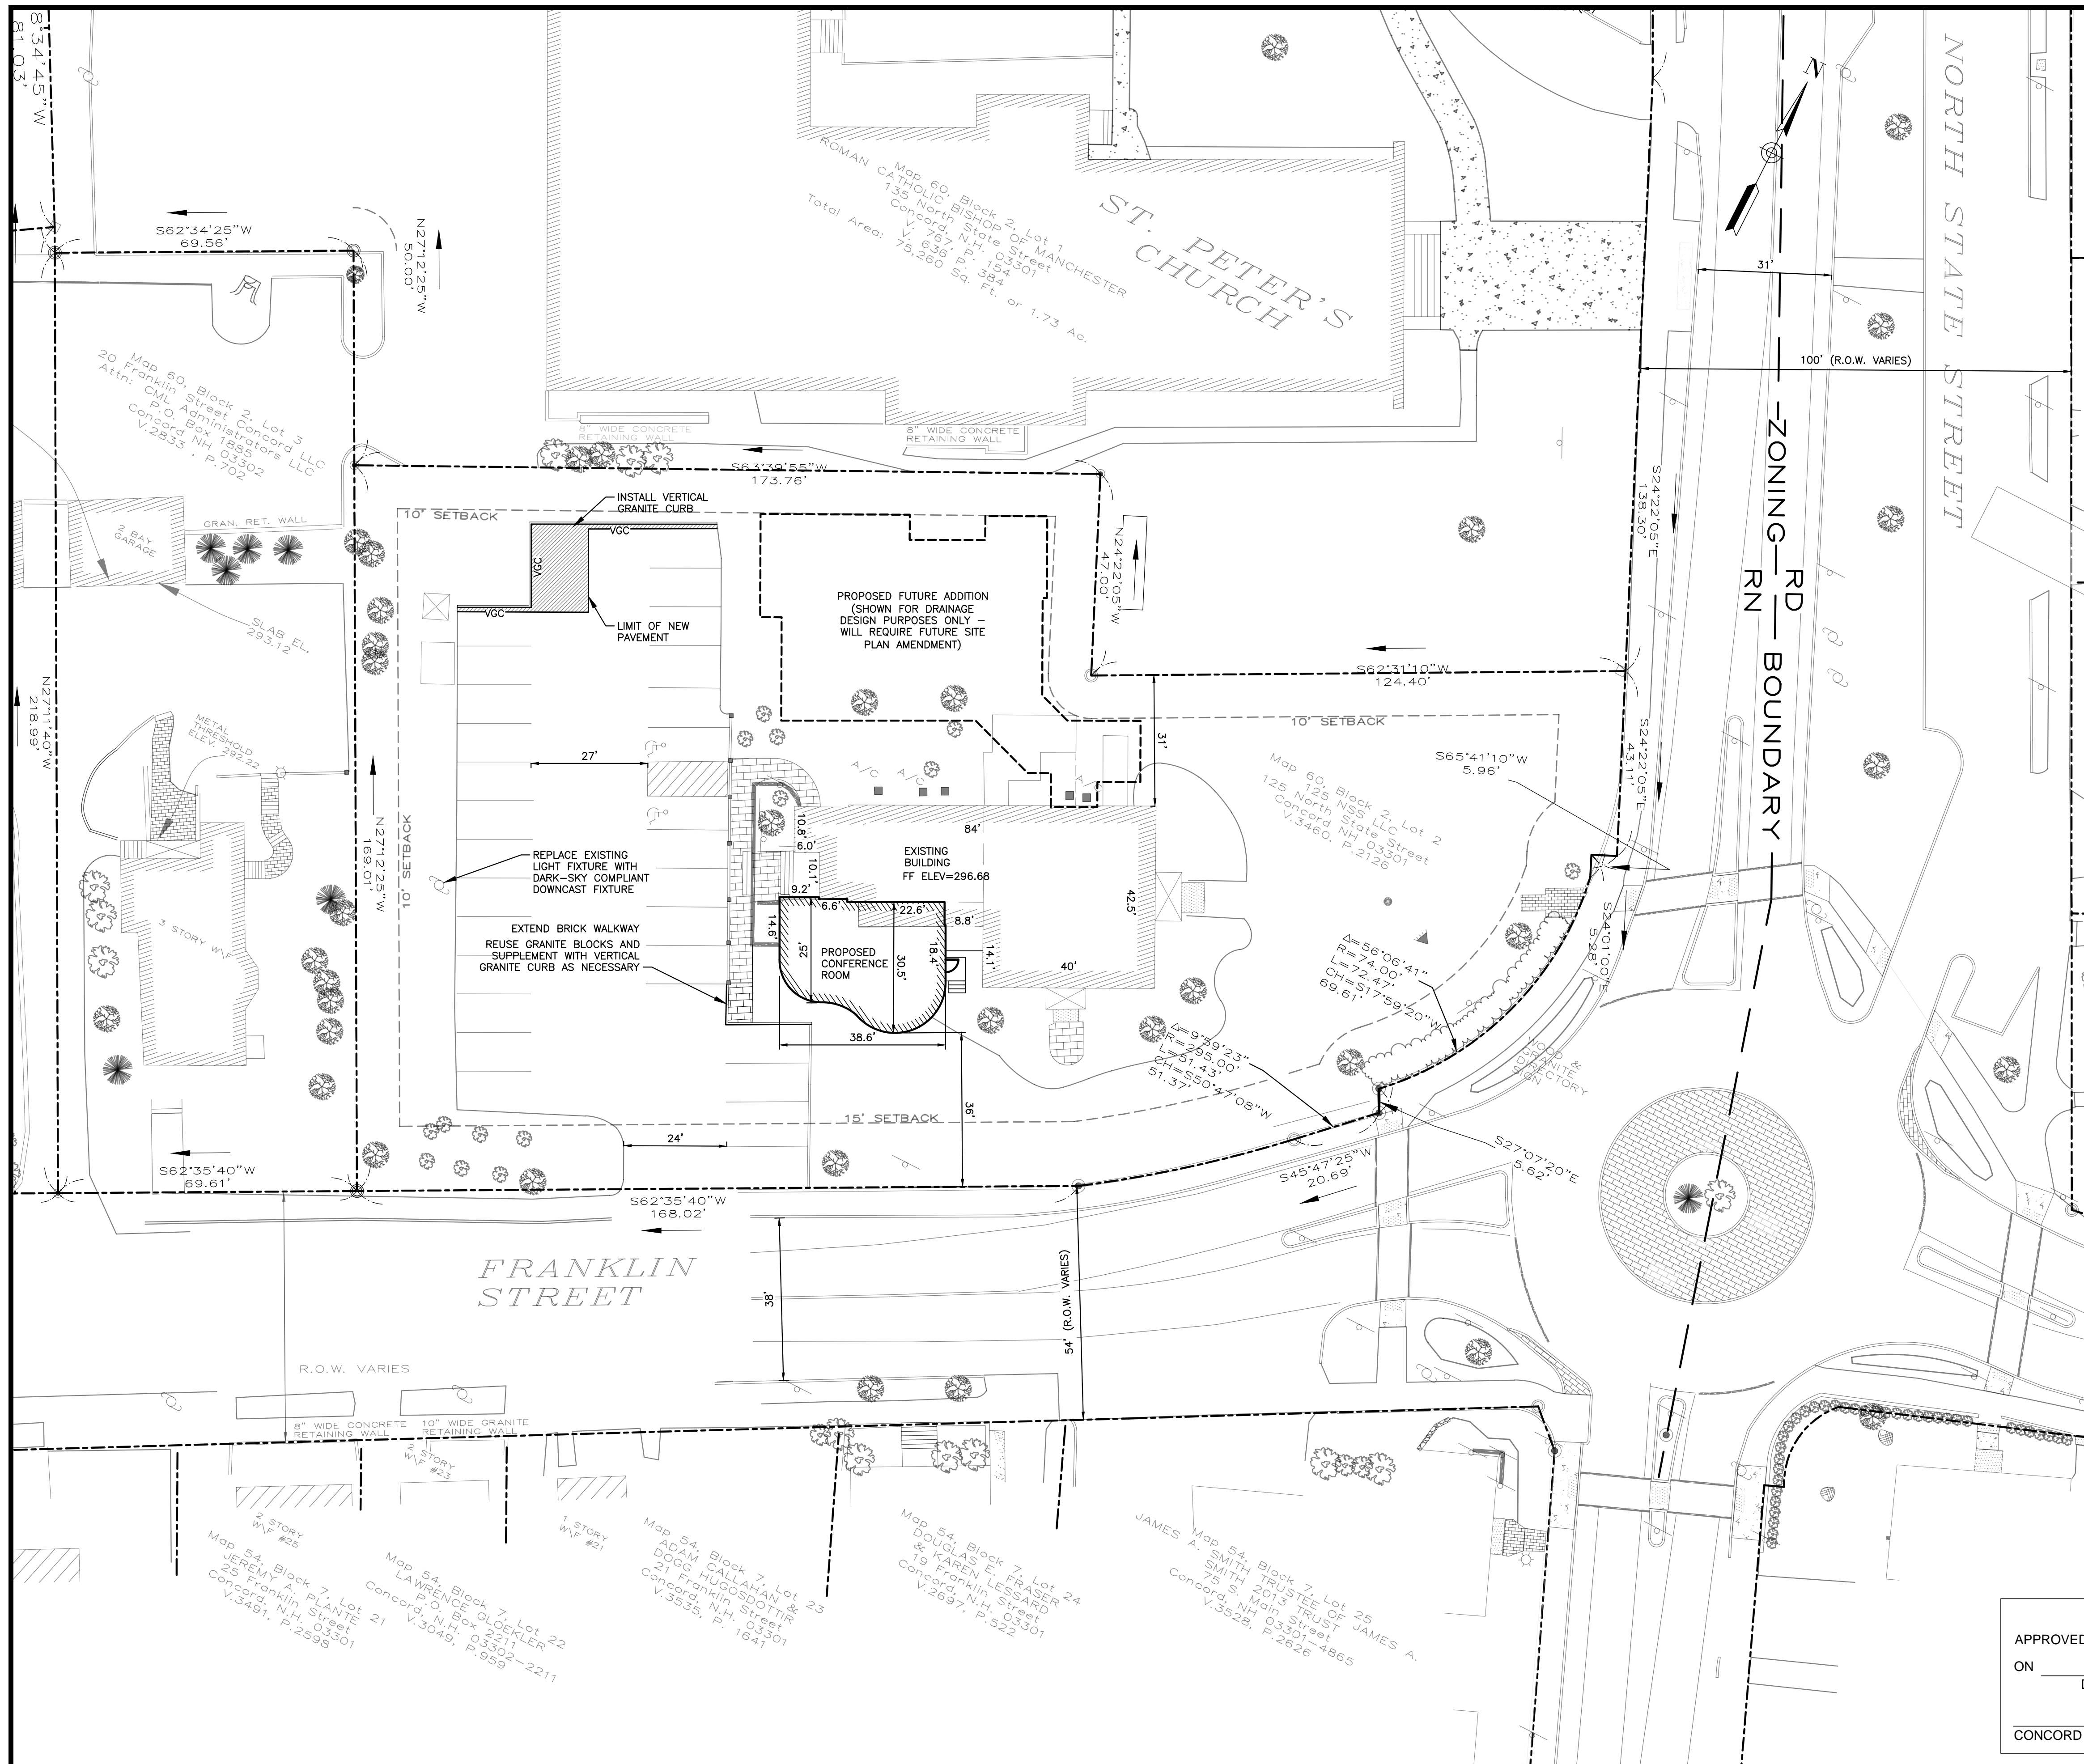 8°34'45"W
81.03'
S62°34'25"W
69.56'
N27°12'25"W
50.00'
Map 60, Block 2, Lot 1
ROMAN CATHOLIC BISHOP OF MANCHESTER
135 North State Street
Concord, N.H. 03301
V. 767, P. 154
V. 636 P. 384
Total Area: 75,260 Sq. Ft. or 1.73 Ac.
ST. PETER'S
CHURCH
N
NORTH STATE STREET
31'
100' (R.O.W. VARIES)
Map 60, Block 2, Lot 3
20 Franklin Street Concord LLC
Attn: CML Administrators LLC
P.O. Box 1885
Concord NH 03302
V.2833, P.702
8" WIDE CONCRETE
RETAINING WALL
8" WIDE CONCRETE
RETAINING WALL
S63°39'55"W
173.76'
S24°22'05"E
138.30'
ZONING BOUNDARY
RD
RN
INSTALL VERTICAL
GRANITE CURB
10' SETBACK
VGC
VGC
VGC
LIMIT OF NEW
PAVEMENT
2 BAY
GARAGE
GRAN. RET. WALL
SLAB EL.
293.12
PROPOSED FUTURE ADDITION
(SHOWN FOR DRAINAGE
DESIGN PURPOSES ONLY –
WILL REQUIRE FUTURE SITE
PLAN AMENDMENT)
N24°22'05"W
47.00'
S62°31'10"W
124.40'
10' SETBACK
31'
N27°11'40"W
218.99'
METAL
THRESHOLD
ELEV. 292.22
27'
S24°22'05"E
43.11'
S65°41'10"W
5.96'
Map 60, Block 2, Lot 2
125 NSS LLC
125 North State Street
Concord NH 03301
V.3460, P.2126
A/C
A/C
A
N27°12'25"W
169.01'
10' SETBACK
REPLACE EXISTING
LIGHT FIXTURE WITH
DARK–SKY COMPLIANT
DOWNCAST FIXTURE
10.8'
6.0'
10.1'
9.2'
84'
EXISTING
BUILDING
FF ELEV=296.68
42.5'
6.6'
22.6'
8.8'
14.6'
25'
30.5'
18.4'
14.1'
40'
38.6'
PROPOSED
CONFERENCE
ROOM
EXTEND BRICK WALKWAY
REUSE GRANITE BLOCKS AND
SUPPLEMENT WITH VERTICAL
GRANITE CURB AS NECESSARY
3 STORY W\F
S24°01'00"E
5.28'
Δ=56°06'41"
R=74.00'
L=72.47'
CH=S17°59'20"W
69.61'
Δ=9°59'23"
R=295.00'
L=51.43'
CH=S50°47'08"W
51.37'
WOOD &
GRANITE
DIRECTORY
SIGN
36'
15' SETBACK
24'
S62°35'40"W
69.61'
S27°07'20"E
5.62'
S45°47'25"W
20.69'
S62°35'40"W
168.02'
FRANKLIN
STREET
38'
54' (R.O.W. VARIES)
R.O.W. VARIES
8" WIDE CONCRETE
RETAINING WALL
10" WIDE GRANITE
RETAINING WALL
2 STORY
W\F #23
2 STORY
W\F #25
1 STORY
W\F #21
Map 54, Block 7, Lot 21
JEREMY A. PLANTE
25 Franklin Street
Concord, N.H. 03301
V.3491, P.2598
Map 54, Block 7, Lot 22
LAWRENCE GLOEKLER
P.O. Box 2211
Concord, N.H. 03302–2211
V.3049, P.959
Map 54, Block 7, Lot 23
ADAM CALLAHAN &
DOGG HUGOSDOTTIR
21 Franklin Street
Concord, N.H. 03301
V.3535, P. 1641
Map 54, Block 7, Lot 24
DOUGLAS E. FRASER
& KAREN LESSARD
19 Franklin Street
Concord, N.H. 03301
V.2697, P.522
Map 54, Block 7, Lot 25
JAMES A. SMITH TRUSTEE OF JAMES A.
SMITH 2013 TRUST
75 S. Main Street
Concord, NH 03301–4865
V.3528, P.2626
APPROVED
ON
CONCORD